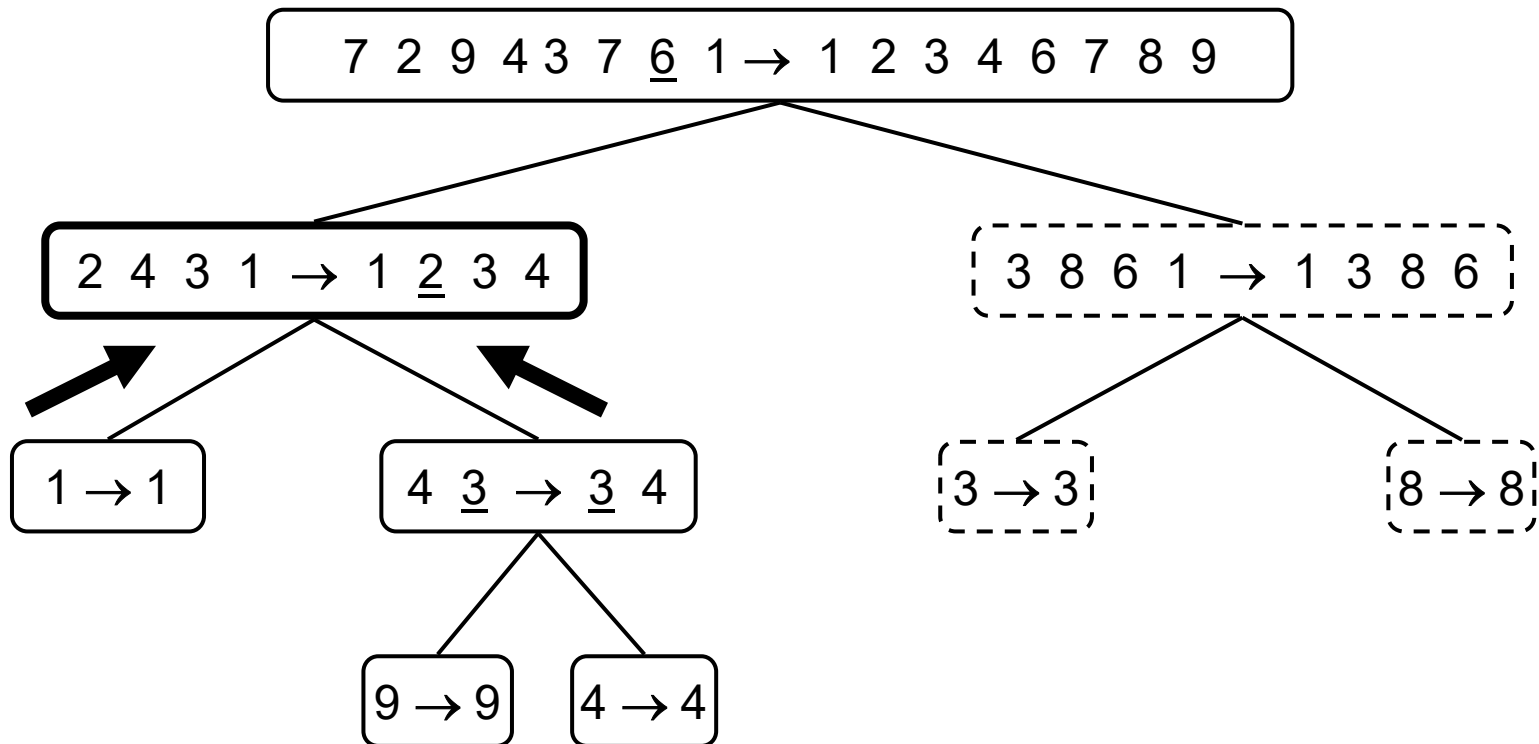 7 2 9 4 3 7 6 1 → 1 2 3 4 6 7 8 9
2 4 3 1 → 1 2 3 4
3 8 6 1 → 1 3 8 6
1 → 1
4 3 → 3 4
3 → 3
8 → 8
9 → 9
4 → 4